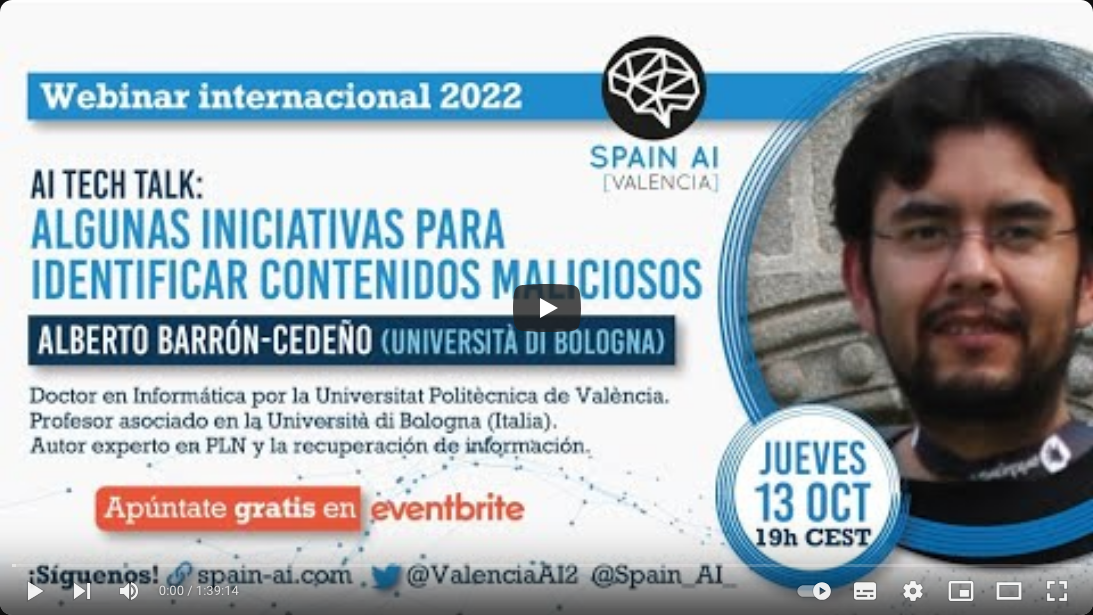 Webinar internacional 2022
SPAIN AI
[VALENCIA]
AI TECH TALK:
ALGUNAS INICIATIVAS PARA
IDENTIFICAR CONTENIDOS MALICIOSOS
ALBERTO BARRÓN-CEDEÑO (UNIVERSITÀ DI BOLOGNA)
Doctor en Informática por la Universitat Politècnica de València.
Profesor asociado en la Università di Bologna (Italia).
Autor experto en PLN y la recuperación de información.
JUEVES
13 OCT
19h CEST
Apúntate gratis en eventbrite
¡Síguenos! spain-ai.com @ValenciaAI2 @Spain_AI_
0:00 / 1:39:14